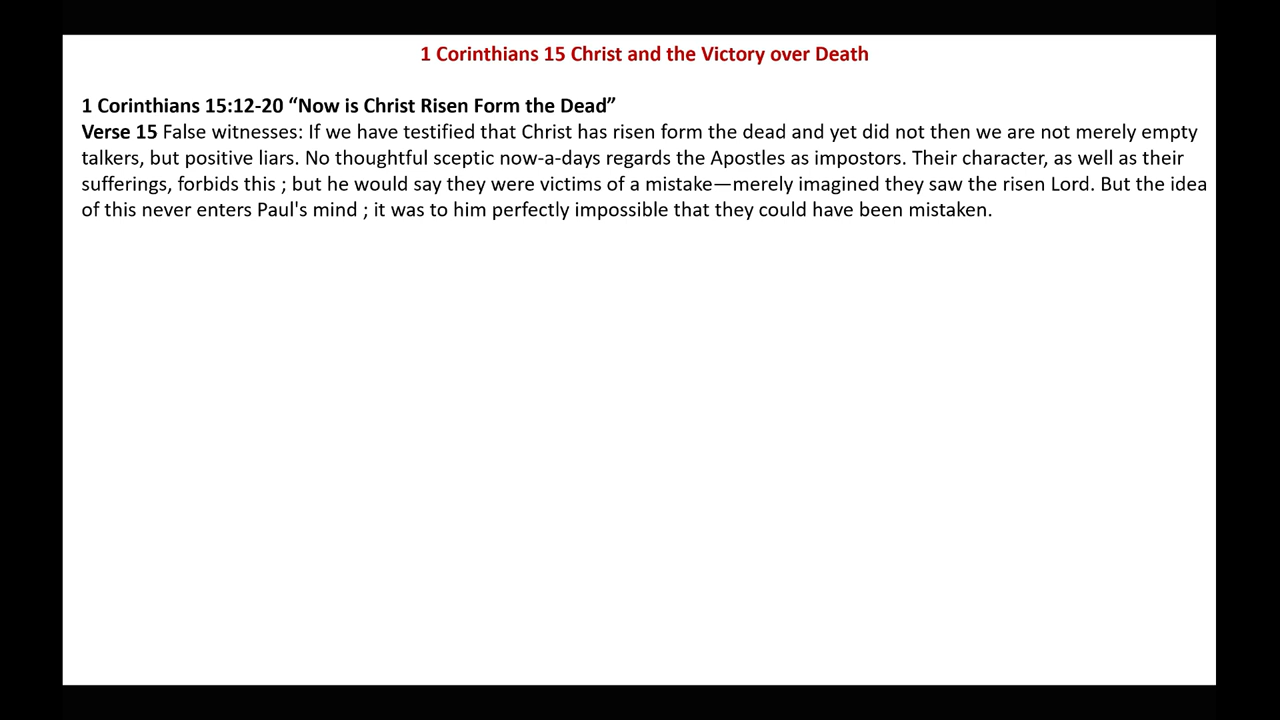 1 Corinthians 15 Christ and the Victory over Death
1 Corinthians 15:12-20 “Now is Christ Risen Form the Dead”
Verse 15 False witnesses: If we have testified that Christ has risen form the dead and yet did not then we are not merely empty
talkers, but positive liars. No thoughtful sceptic now-a-days regards the Apostles as impostors. Their character, as well as their
sufferings, forbids this ; but he would say they were victims of a mistake—merely imagined they saw the risen Lord. But the idea
of this never enters Paul's mind ; it was to him perfectly impossible that they could have been mistaken.